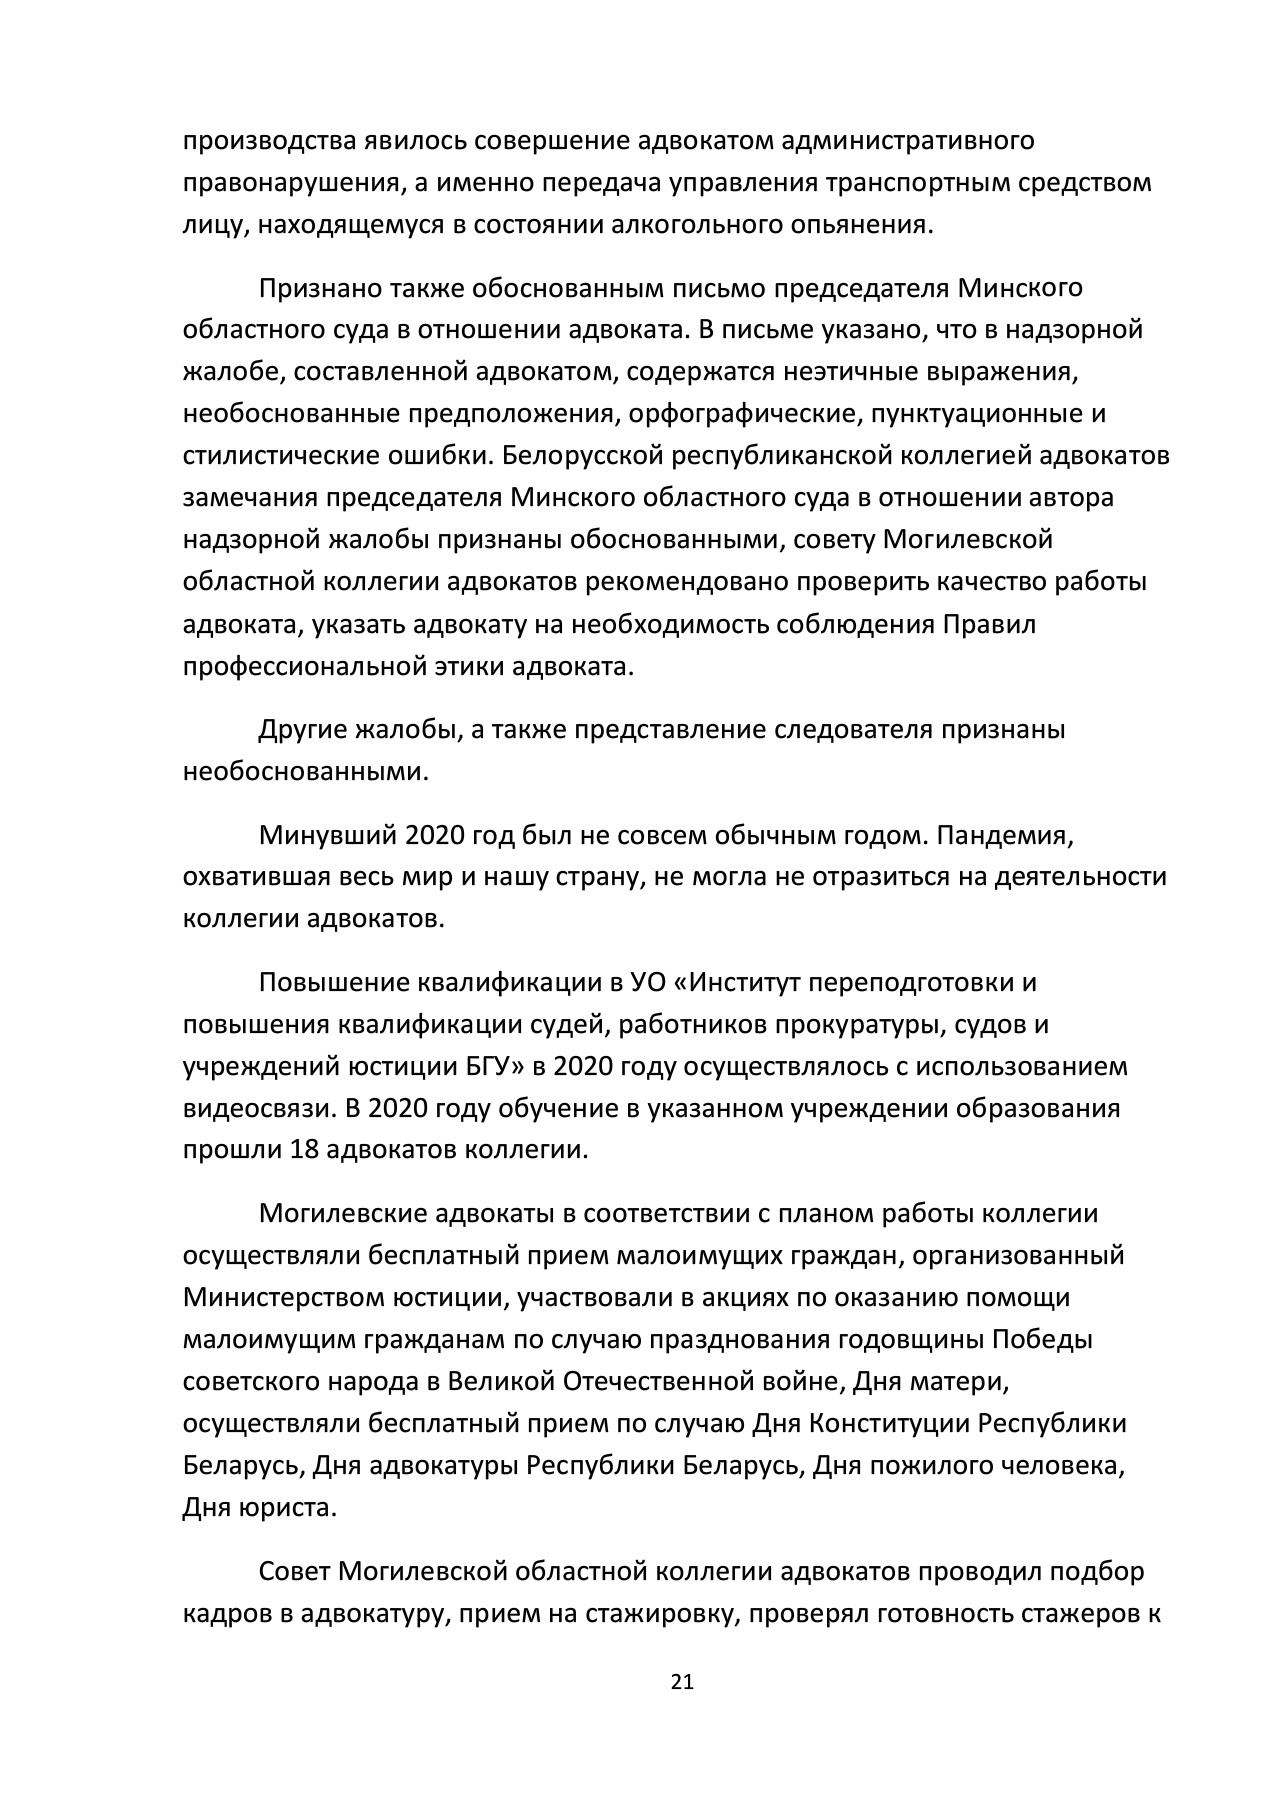 производства явилось совершение адвокатом административного
правонарушения, а именно передача управления транспортным средством
лицу, находящемуся в состоянии алкогольного опьянения.
Признано также обоснованным письмо председателя Минского
областного суда в отношении адвоката. В письме указано, что в надзорной
жалобе, составленной адвокатом, содержатся неэтичные выражения,
необоснованные предположения, орфографические, пунктуационные и
стилистические ошибки. Белорусской республиканской коллегией адвокатов
замечания председателя Минского областного суда в отношении автора
надзорной жалобы признаны обоснованными, совету Могилевской
областной коллегии адвокатов рекомендовано проверить качество работы
адвоката, указать адвокату на необходимость соблюдения Правил
профессиональной этики адвоката.
Другие жалобы, а также представление следователя признаны
необоснованными.
Минувший 2020 год был не совсем обычным годом. Пандемия,
охватившая весь мир и нашу страну, не могла не отразиться на деятельности
коллегии адвокатов.
Повышение квалификации в УО «Институт переподготовки и
повышения квалификации судей, работников прокуратуры, судов и
учреждений юстиции БГУ» в 2020 году осуществлялось с использованием
видеосвязи. В 2020 году обучение в указанном учреждении образования
прошли 18 адвокатов коллегии.
Могилевские адвокаты в соответствии с планом работы коллегии
осуществляли бесплатный прием малоимущих граждан, организованный
Министерством юстиции, участвовали в акциях по оказанию помощи
малоимущим гражданам по случаю празднования годовщины Победы
советского народа в Великой Отечественной войне, Дня матери,
осуществляли бесплатный прием по случаю Дня Конституции Республики
Беларусь, Дня адвокатуры Республики Беларусь, Дня пожилого человека,
Дня юриста.
Совет Могилевской областной коллегии адвокатов проводил подбор
кадров в адвокатуру, прием на стажировку, проверял готовность стажеров к
21